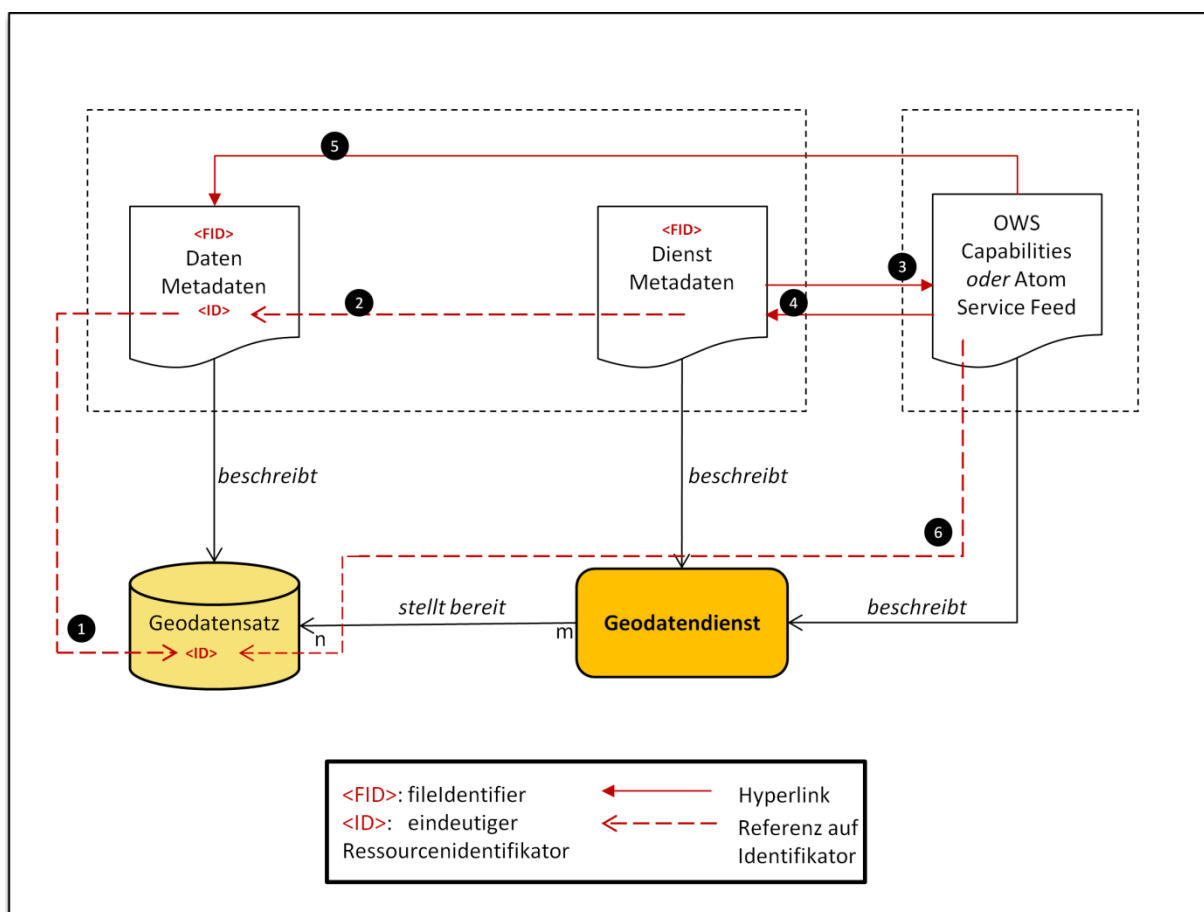 5
<FID>
Daten
Metadaten
<ID>
2
<FID>
Dienst
Metadaten
3
4
OWS
Capabilities
oder Atom
Service Feed
beschreibt
beschreibt
6
1
Geodatensatz
<ID>
n
stellt bereit
m
Geodatendienst
beschreibt
<FID>: fileIdentifier
<ID>: eindeutiger
Ressourcenidentifikator
Hyperlink
Referenz auf
Identifikator